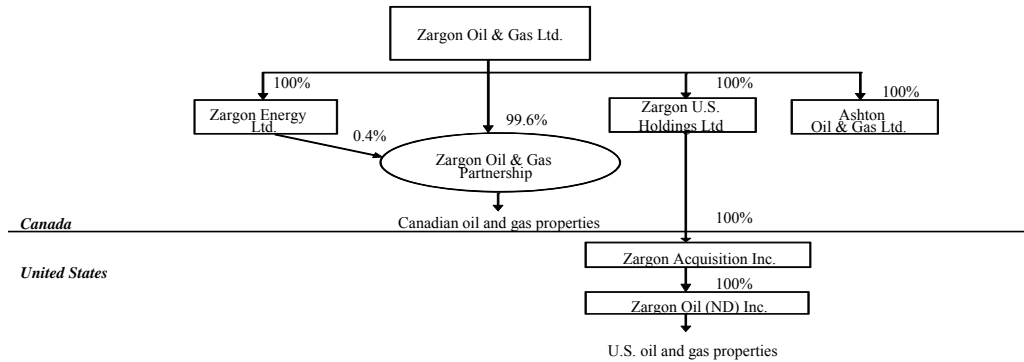 Zargon Oil & Gas Ltd.
100%
100%
100%
Zargon Energy
Ltd.
Zargon U.S.
Holdings Ltd
Ashton
Oil & Gas Ltd.
99.6%
0.4%
Zargon Oil & Gas
Partnership
Canadian oil and gas properties
100%
Canada
Zargon Acquisition Inc.
United States
100%
Zargon Oil (ND) Inc.
U.S. oil and gas properties